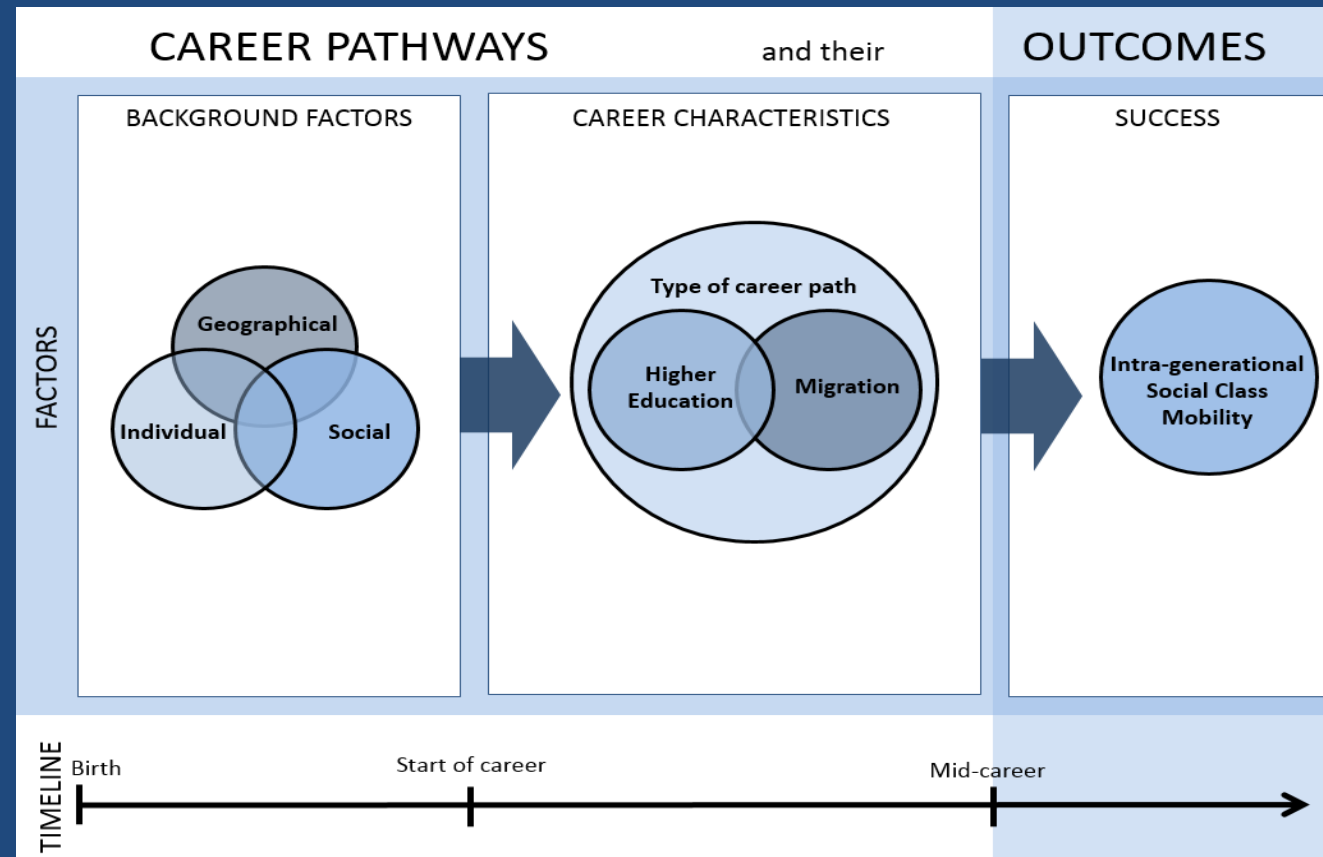 CAREER PATHWAYS and their OUTCOMES
BACKGROUND FACTORS
CAREER CHARACTERISTICS
SUCCESS
FACTORS
Geographical
Individual
Social
Type of career path
Higher
Education
Migration
Intra-generational
Social Class
Mobility
TIMELINE
Birth
Start of career
Mid-career